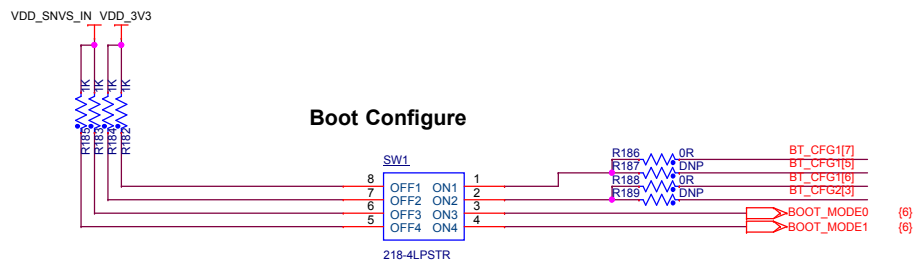 VDD_SNVS_IN VDD_3V3
1K 1K 1K 1K
R185 R183 R184 R182
Boot Configure
SW1
R186 0R BT_CFG1[7]
R187 DNP BT_CFG1[5]
R188 0R BT_CFG1[6]
R189 DNP BT_CFG2[3]
8 OFF1 ON1 1
7 OFF2 ON2 2
6 OFF3 ON3 3 BOOT_MODE0 {6}
5 OFF4 ON4 4 BOOT_MODE1 {6}
218-4LPSTR